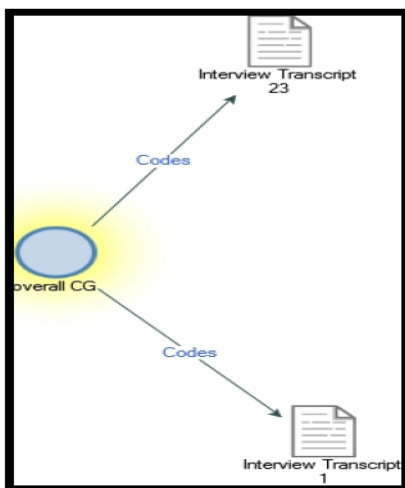 Interview Transcript
23
Codes
overall CG
Codes
Interview Transcript
1